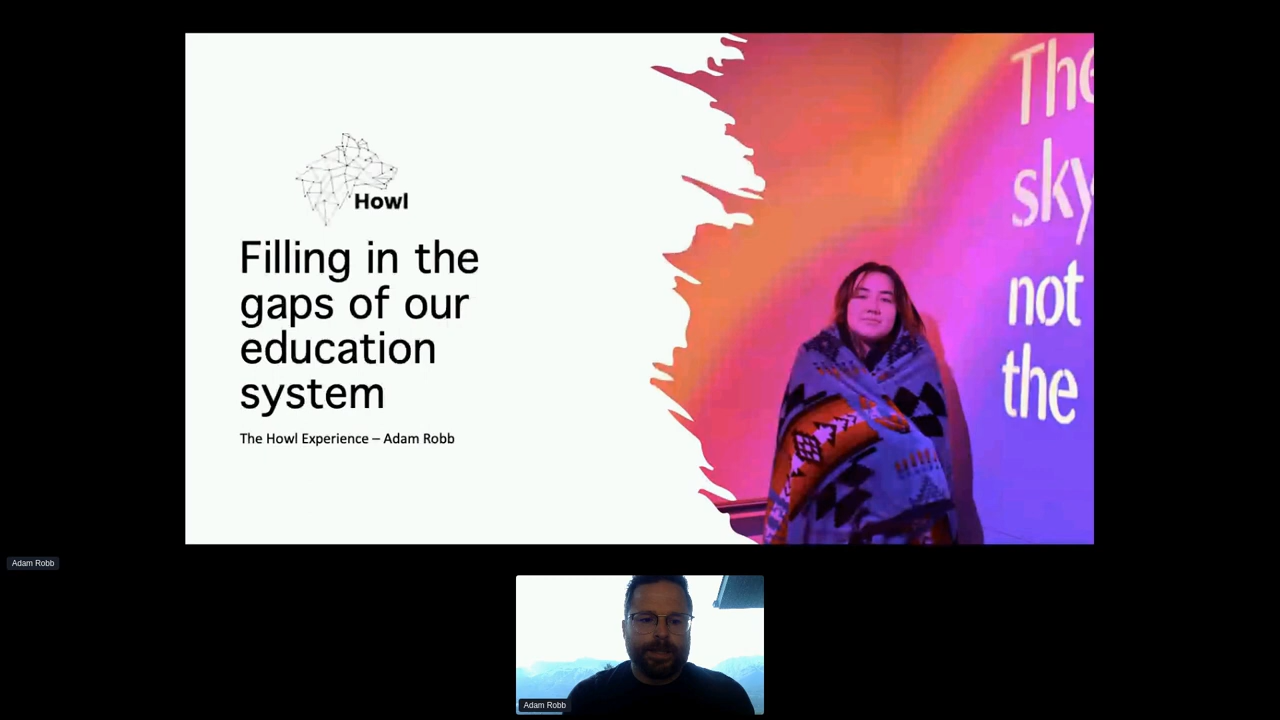 Howl
Filling in the
gaps of our
education
system
The Howl Experience – Adam Robb
The
sky
not
the
Adam Robb
Adam Robb